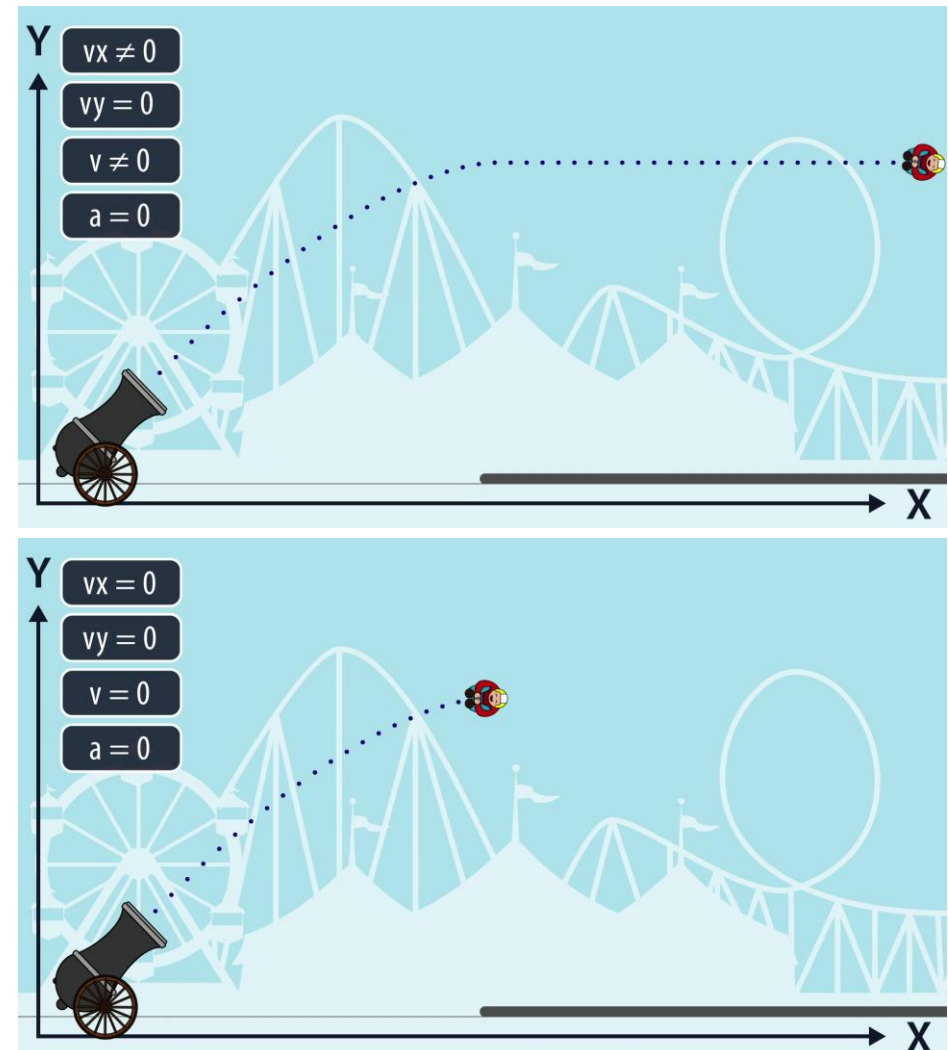 Y
vx ≠ 0
vy = 0
v ≠ 0
a = 0
X
Y
vx = 0
vy = 0
v = 0
a = 0
X